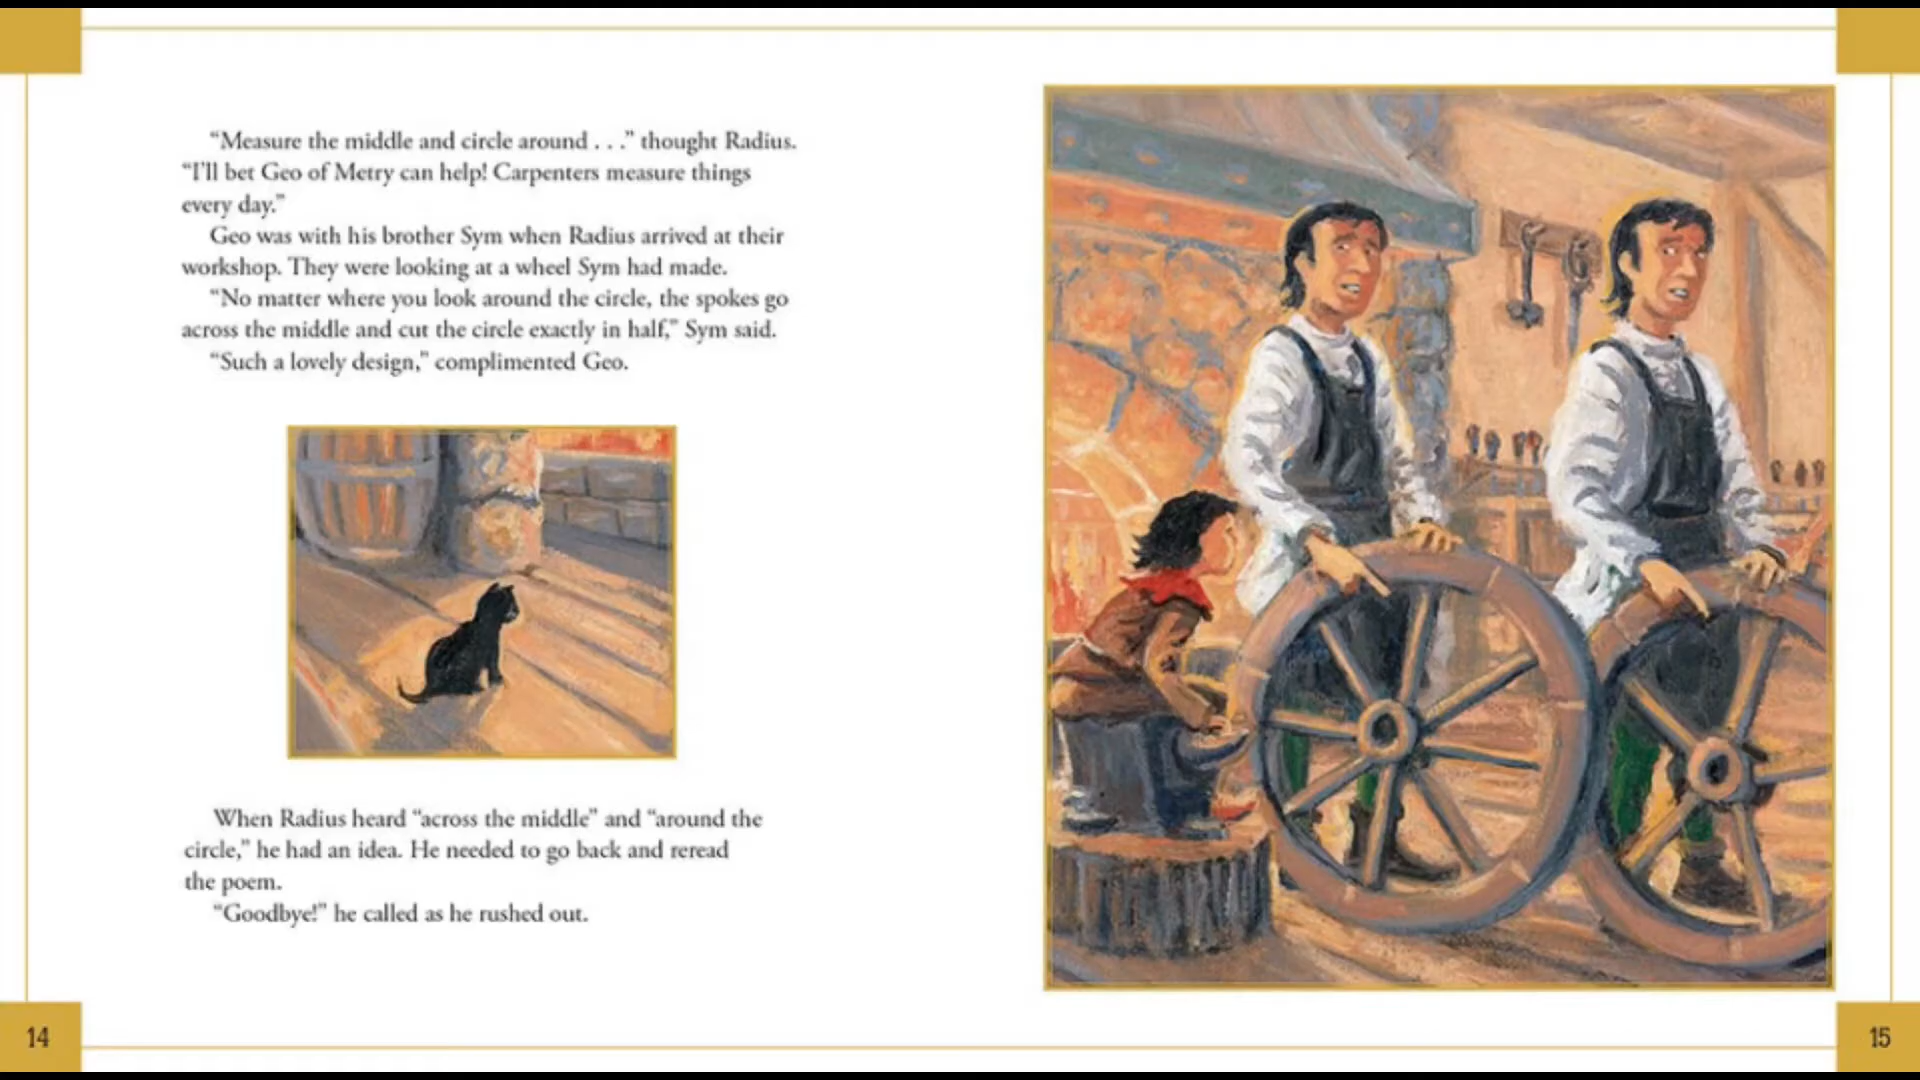 “Measure the middle and circle around . . .” thought Radius.
“I’ll bet Geo of Metry can help! Carpenters measure things
every day.”
Geo was with his brother Sym when Radius arrived at their
workshop. They were looking at a wheel Sym had made.
“No matter where you look around the circle, the spokes go
across the middle and cut the circle exactly in half,” Sym said.
“Such a lovely design,” complimented Geo.
When Radius heard “across the middle” and “around the
circle,” he had an idea. He needed to go back and reread
the poem.
“Goodbye!” he called as he rushed out.
14
15